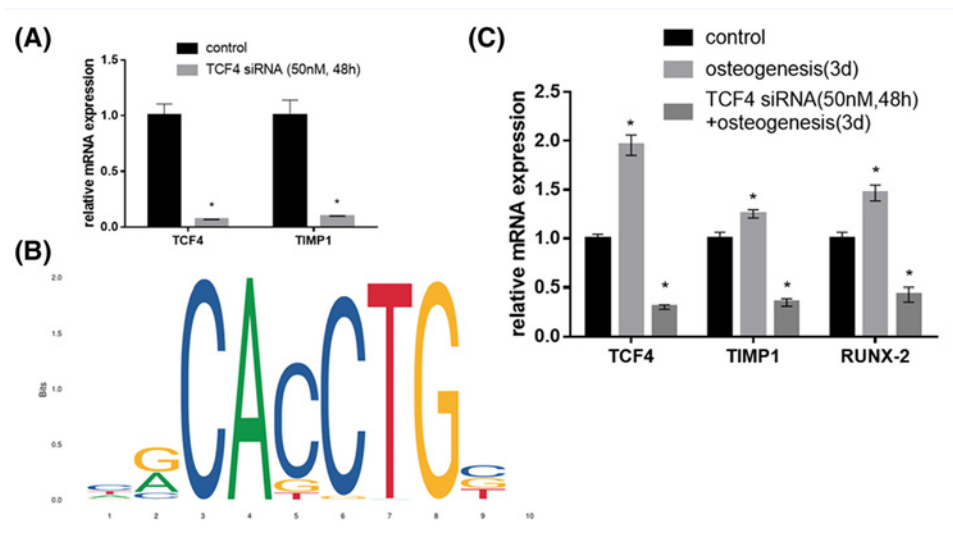 (A)
control
TCF4 siRNA (50nM, 48h)
relative mRNA expression
1.5
1.0
0.5
0.0
*
*
TCF4 TIMP1
(B)
Bits
2.0
1.5
1.0
0.5
0.0
C
T
A
G
A
C
C
A
C
G
T
C
T
G
C
G
T
1 2 3 4 5 6 7 8 9 10
(C)
control
osteogenesis(3d)
TCF4 siRNA(50nM,48h)
+osteogenesis(3d)
relative mRNA expression
2.5
2.0
1.5
1.0
0.5
0.0
*
*
*
*
*
*
TCF4 TIMP1 RUNX-2